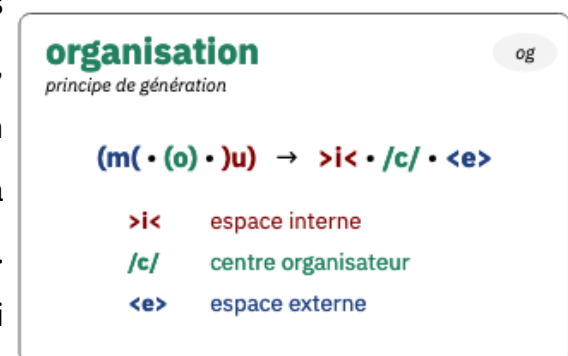 organisation
og
principe de génération
(m( · (o) · )u) → >i< · /c/ · <e>
>i< espace interne
/c/ centre organisateur
<e> espace externe